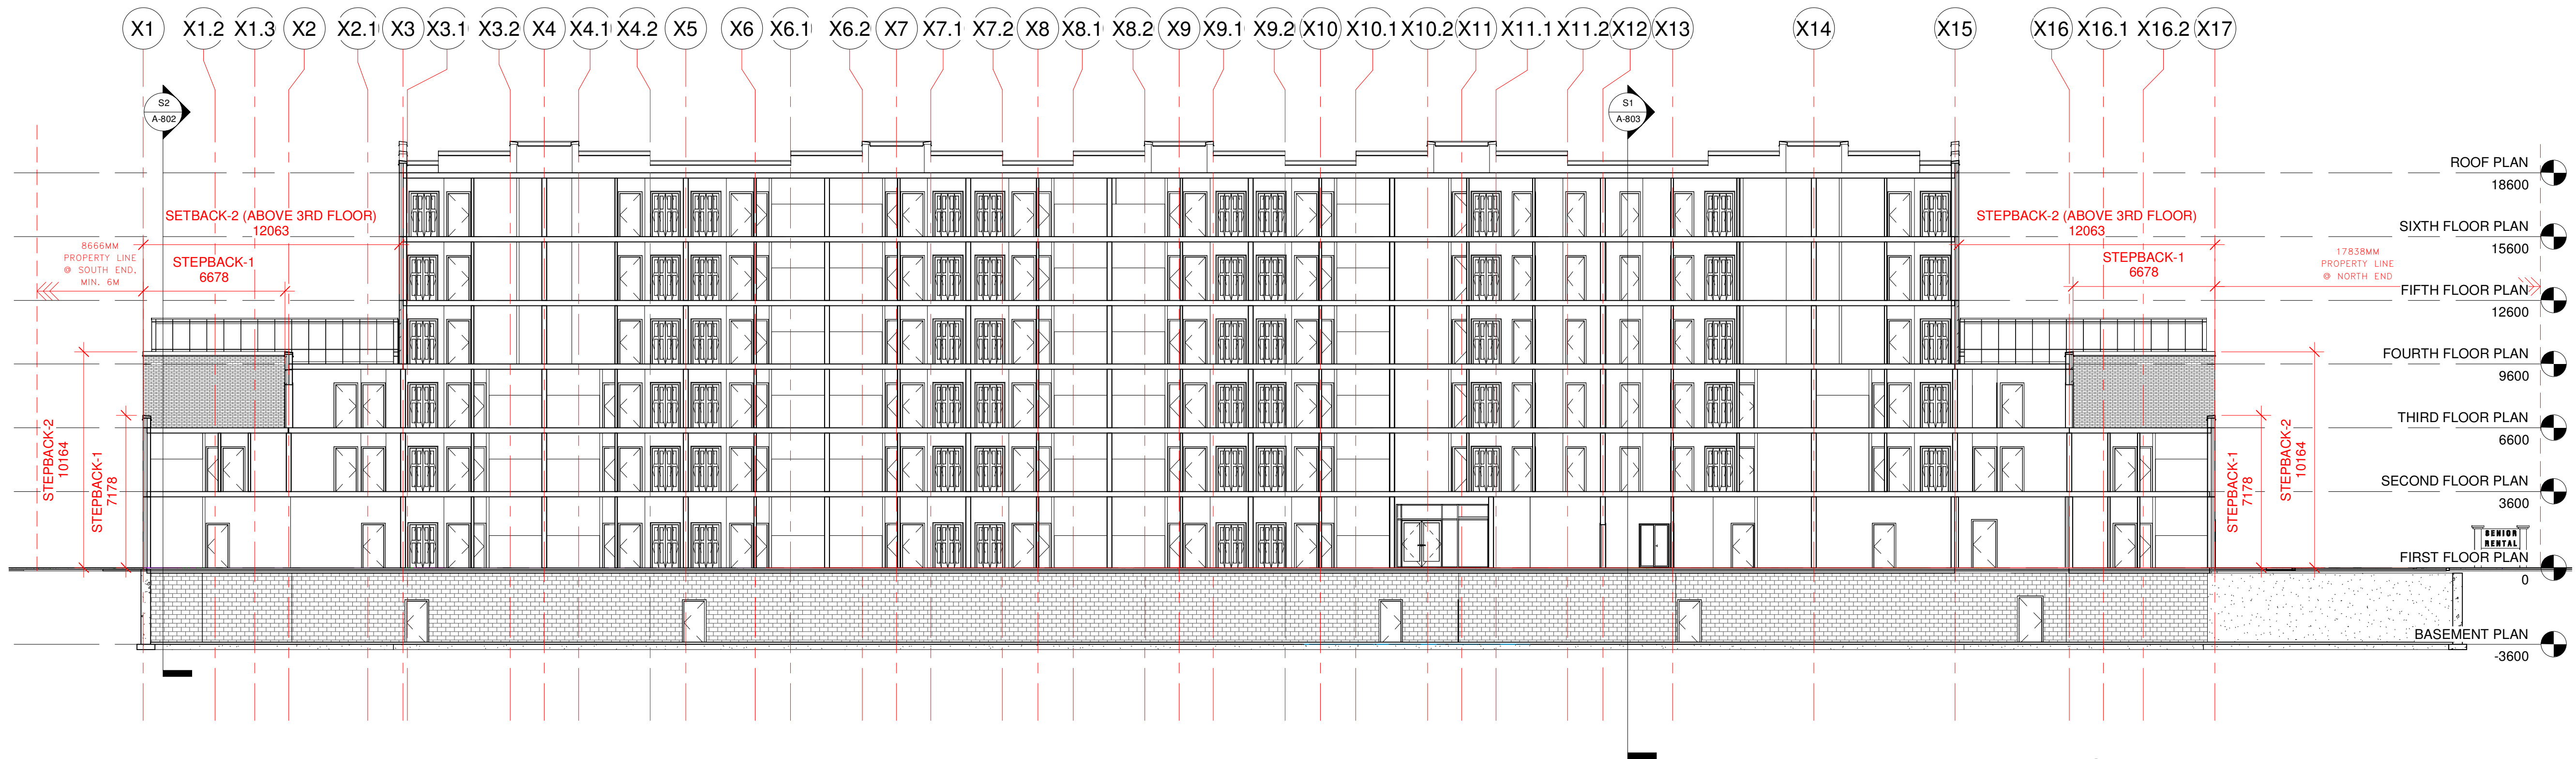 X1 X1.2 X1.3 X2 X2.1 X3 X3.1 X3.2 X4 X4.1 X4.2 X5 X6 X6.1 X6.2 X7 X7.1 X7.2 X8 X8.1 X8.2 X9 X9.1 X9.2 X10 X10.1 X10.2 X11 X11.1 X11.2 X12 X13 X14 X15 X16 X16.1 X16.2 X17
S2
A-802
S1
A-803
ROOF PLAN
18600
SETBACK-2 (ABOVE 3RD FLOOR)
12063
STEPBACK-2 (ABOVE 3RD FLOOR)
12063
SIXTH FLOOR PLAN
15600
8666MM
PROPERTY LINE
@ SOUTH END.
MIN. 6M
STEPBACK-1
6678
STEPBACK-1
6678
17838MM
PROPERTY LINE
@ NORTH END
FIFTH FLOOR PLAN
12600
FOURTH FLOOR PLAN
9600
THIRD FLOOR PLAN
6600
STEPBACK-2
10164
STEPBACK-1
7178
STEPBACK-1
7178
STEPBACK-2
10164
SECOND FLOOR PLAN
3600
SENIOR
RENTAL
FIRST FLOOR PLAN
0
BASEMENT PLAN
-3600